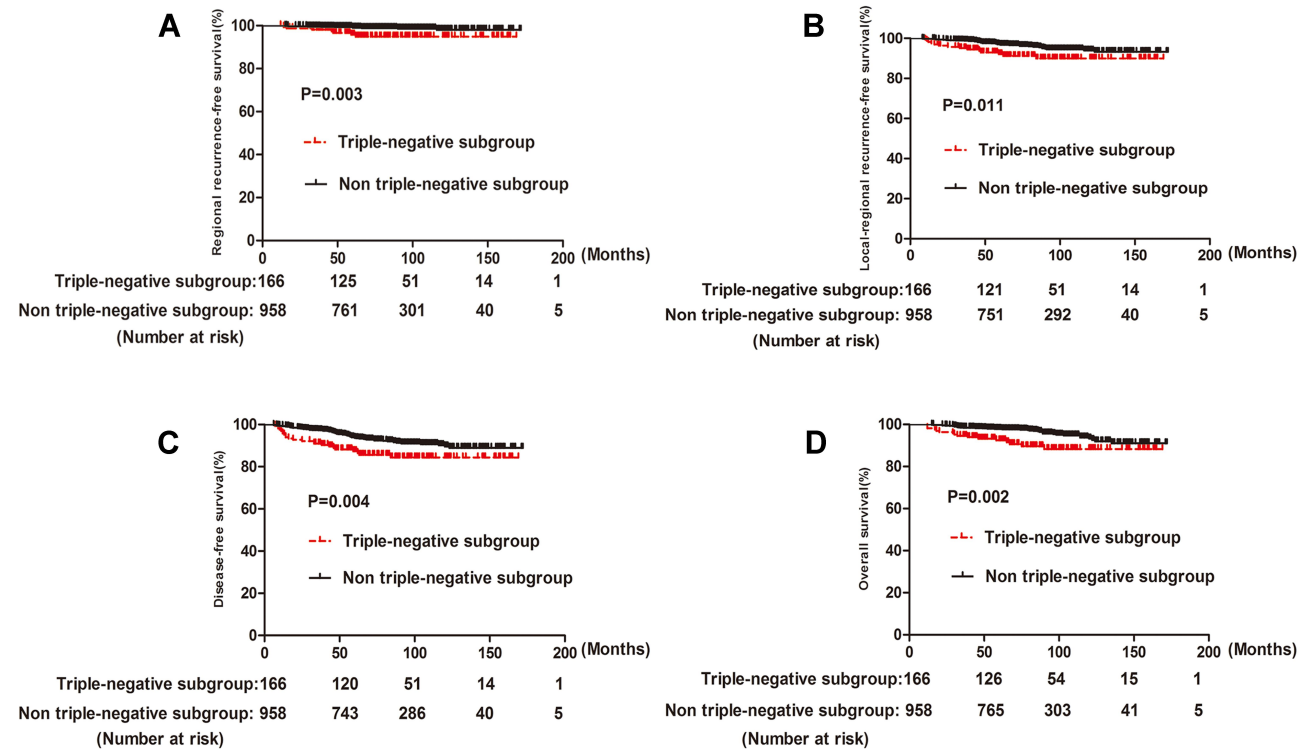 A
Regional recurrence-free survival(%)
100
80
60
40
20
0
P=0.003
Triple-negative subgroup
Non triple-negative subgroup
0 50 100 150 200 (Months)
Triple-negative subgroup:166 125 51 14 1
Non triple-negative subgroup: 958 761 301 40 5
(Number at risk)
B
Local-regional recurrence-free survival(%)
100
80
60
40
20
0
P=0.011
Triple-negative subgroup
Non triple-negative subgroup
0 50 100 150 200 (Months)
Triple-negative subgroup:166 121 51 14 1
Non triple-negative subgroup: 958 751 292 40 5
(Number at risk)
C
Disease-free survival(%)
100
80
60
40
20
0
P=0.004
Triple-negative subgroup
Non triple-negative subgroup
0 50 100 150 200 (Months)
Triple-negative subgroup:166 120 51 14 1
Non triple-negative subgroup: 958 743 286 40 5
(Number at risk)
D
Overall survival(%)
100
80
60
40
20
0
P=0.002
Triple-negative subgroup
Non triple-negative subgroup
0 50 100 150 200 (Months)
Triple-negative subgroup:166 126 54 15 1
Non triple-negative subgroup: 958 765 303 41 5
(Number at risk)